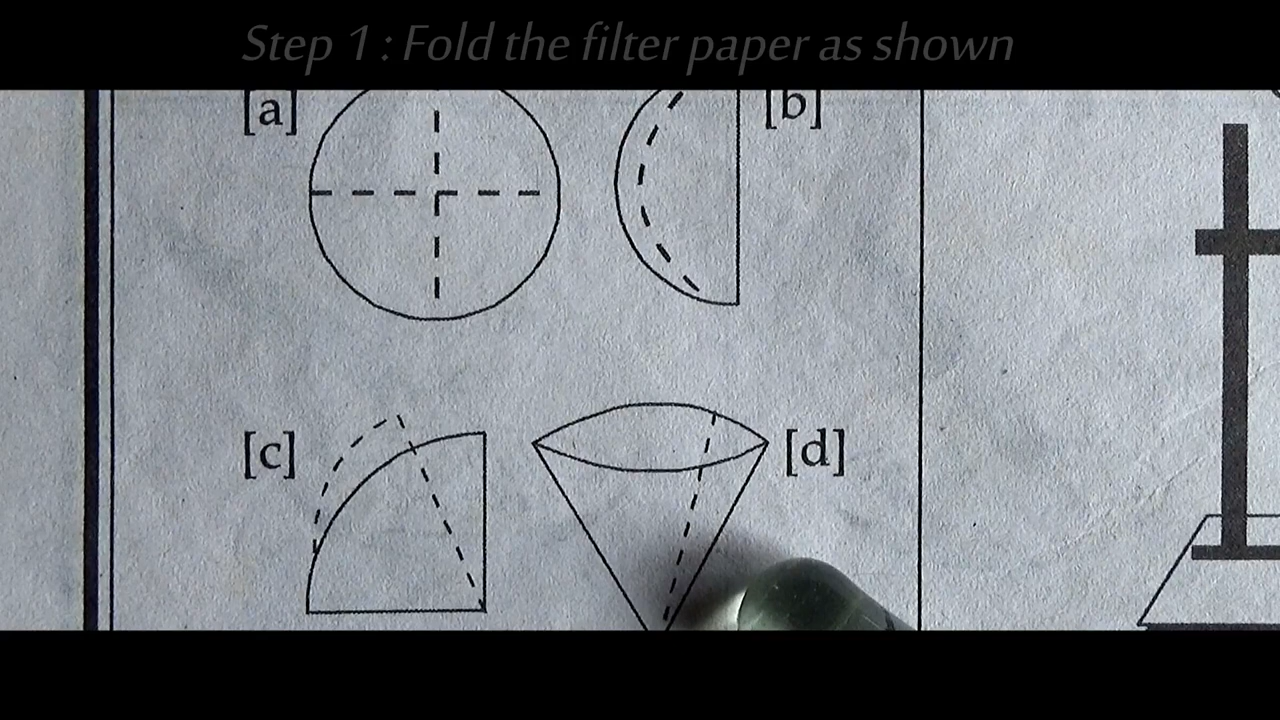 Step 1 : Fold the filter paper as shown
[a]
[b]
[c]
[d]